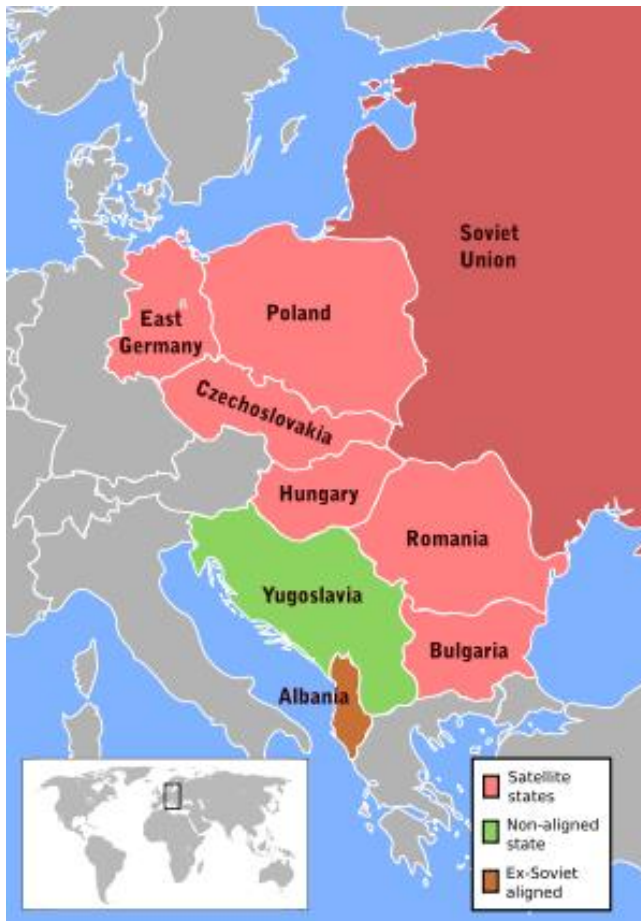 Soviet
Union
Poland
East
Germany
Czechoslovakia
Hungary
Romania
Yugoslavia
Bulgaria
Albania
Satellite
states
Non-aligned
state
Ex-Soviet
aligned